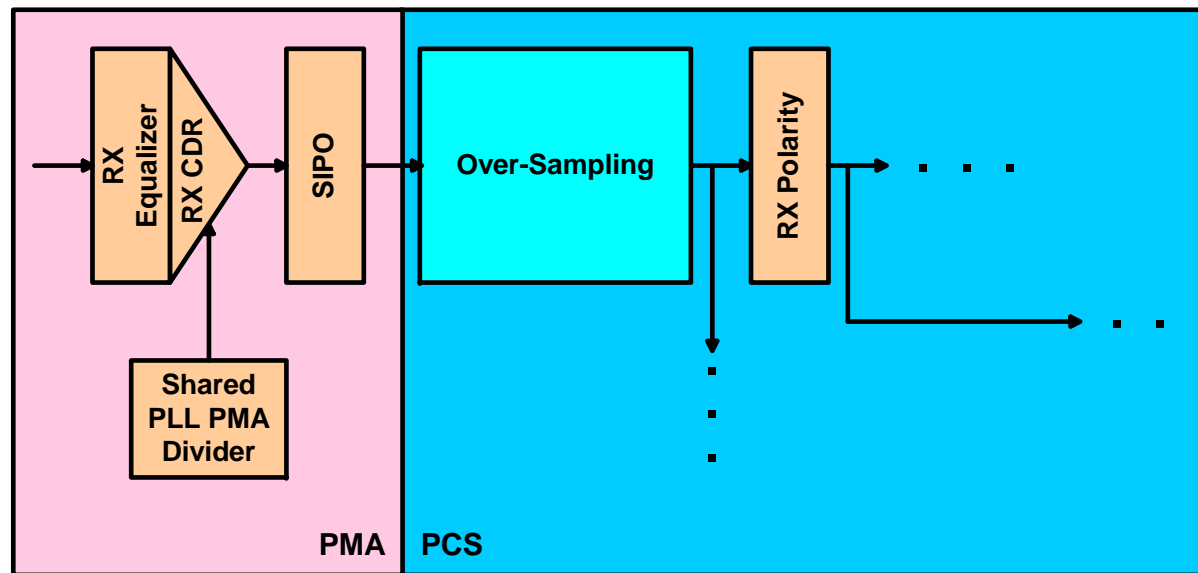 RX
Equalizer
RX CDR
SIPO
Over-Sampling
RX Polarity
Shared
PLL PMA
Divider
PMA
PCS